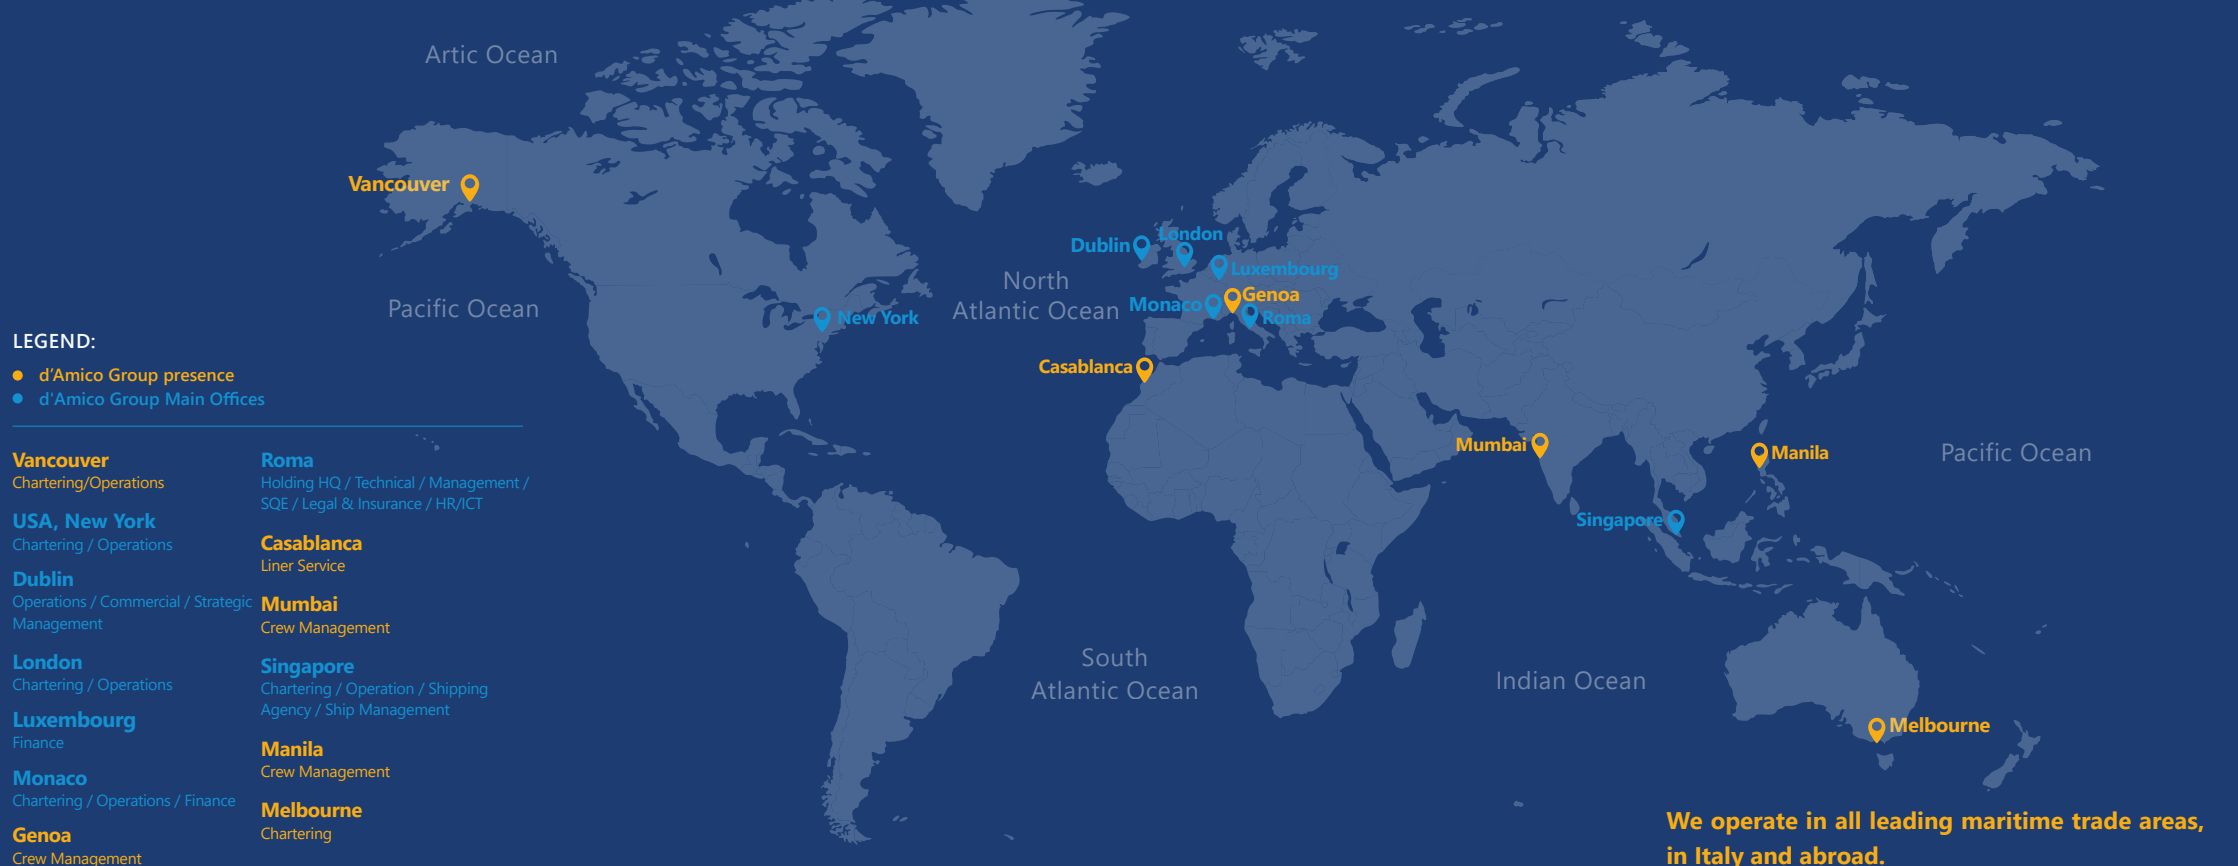 Artic Ocean
Vancouver
Dublin
London
Luxembourg
North
Atlantic Ocean
Pacific Ocean
Monaco
Genoa
Roma
New York
Casablanca
Mumbai
Manila
Pacific Ocean
Singapore
South
Atlantic Ocean
Indian Ocean
Melbourne
LEGEND:
d’Amico Group presence
d'Amico Group Main Offices
Vancouver
Chartering/Operations
USA, New York
Chartering / Operations
Dublin
Operations / Commercial / Strategic
Management
London
Chartering / Operations
Luxembourg
Finance
Monaco
Chartering / Operations / Finance
Genoa
Crew Management
Roma
Holding HQ / Technical / Management /
SQE / Legal & Insurance / HR/ICT
Casablanca
Liner Service
Mumbai
Crew Management
Singapore
Chartering / Operation / Shipping
Agency / Ship Management
Manila
Crew Management
Melbourne
Chartering
We operate in all leading maritime trade areas,
in Italy and abroad.